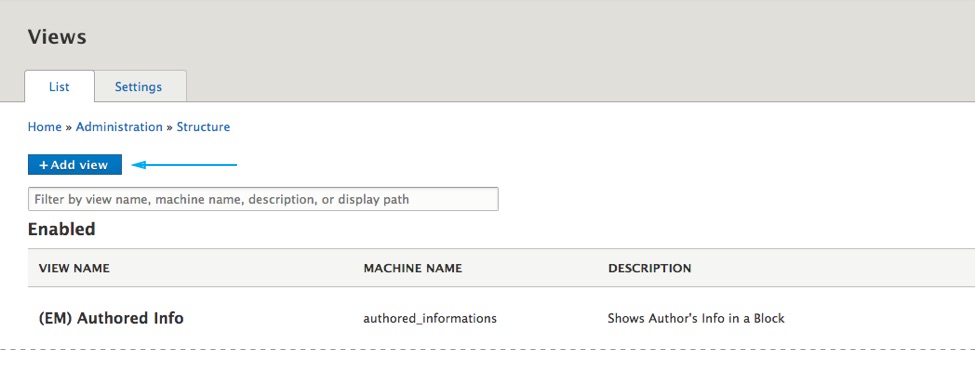 Views
List Settings
Home » Administration » Structure
+Add view
Filter by view name, machine name, description, or display path
Enabled
VIEW NAME MACHINE NAME DESCRIPTION
(EM) Authored Info authored_informations Shows Author's Info in a Block